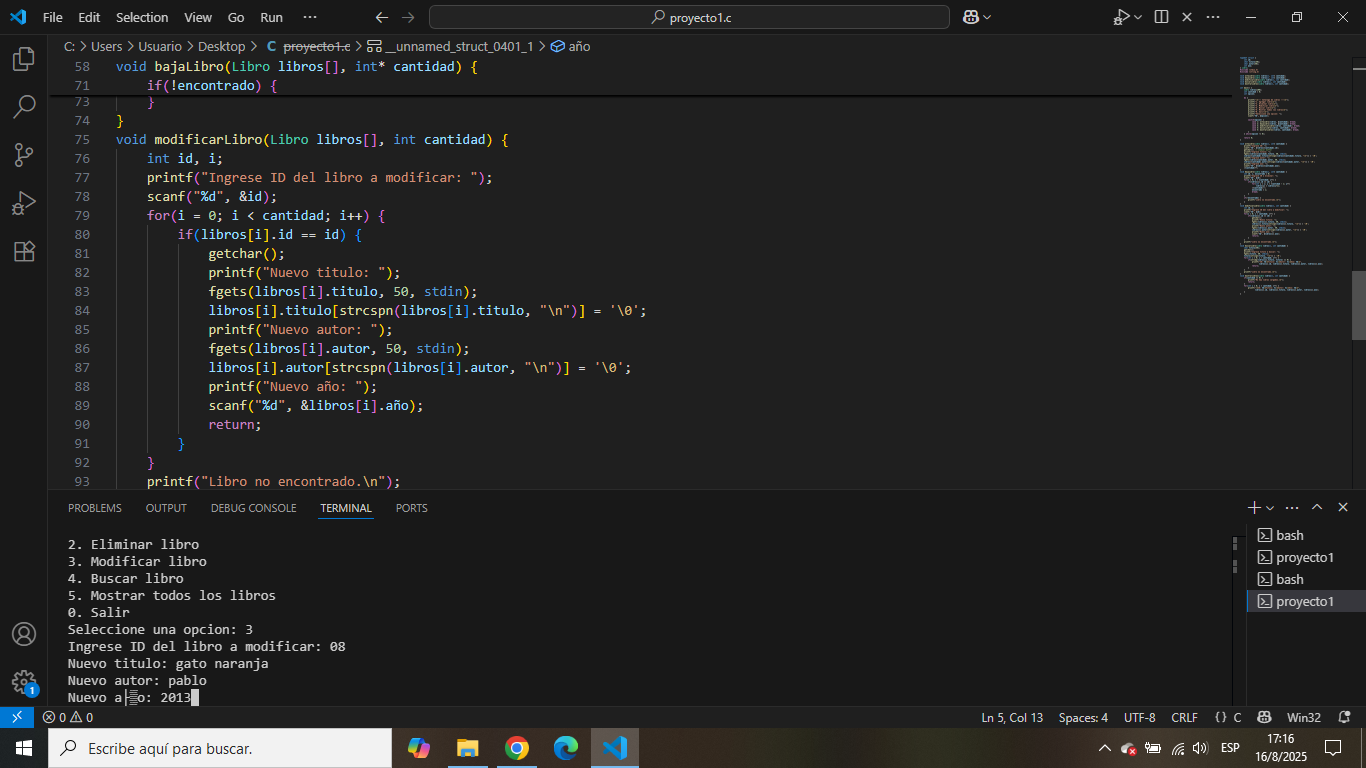 File Edit Selection View Go Run ··· proyecto1.c
C: > Users > Usuario > Desktop > C proyecto1.c > __unnamed_struct_0401_1 > año
58 void bajaLibro(Libro libros[], int* cantidad) {
71 if(!encontrado) {
73 }
74 }
75 void modificarLibro(Libro libros[], int cantidad) {
76 int id, i;
77 printf("Ingrese ID del libro a modificar: ");
78 scanf("%d", &id);
79 for(i = 0; i < cantidad; i++) {
80 if(libros[i].id == id) {
81 getchar();
82 printf("Nuevo titulo: ");
83 fgets(libros[i].titulo, 50, stdin);
84 libros[i].titulo[strcspn(libros[i].titulo, "\n")] = '\0';
85 printf("Nuevo autor: ");
86 fgets(libros[i].autor, 50, stdin);
87 libros[i].autor[strcspn(libros[i].autor, "\n")] = '\0';
88 printf("Nuevo año: ");
89 scanf("%d", &libros[i].año);
90 return;
91 }
92 }
93 printf("Libro no encontrado.\n");
PROBLEMS OUTPUT DEBUG CONSOLE TERMINAL PORTS
2. Eliminar libro
3. Modificar libro
4. Buscar libro
5. Mostrar todos los libros
0. Salir
Seleccione una opcion: 3
Ingrese ID del libro a modificar: 08
Nuevo titulo: gato naranja
Nuevo autor: pablo
Nuevo a├▒o: 2013
bash
proyecto1
bash
proyecto1
1
0 0 Ln 5, Col 13 Spaces: 4 UTF-8 CRLF {} C Win32
Escribe aquí para buscar. ESP 17:16
16/8/2025